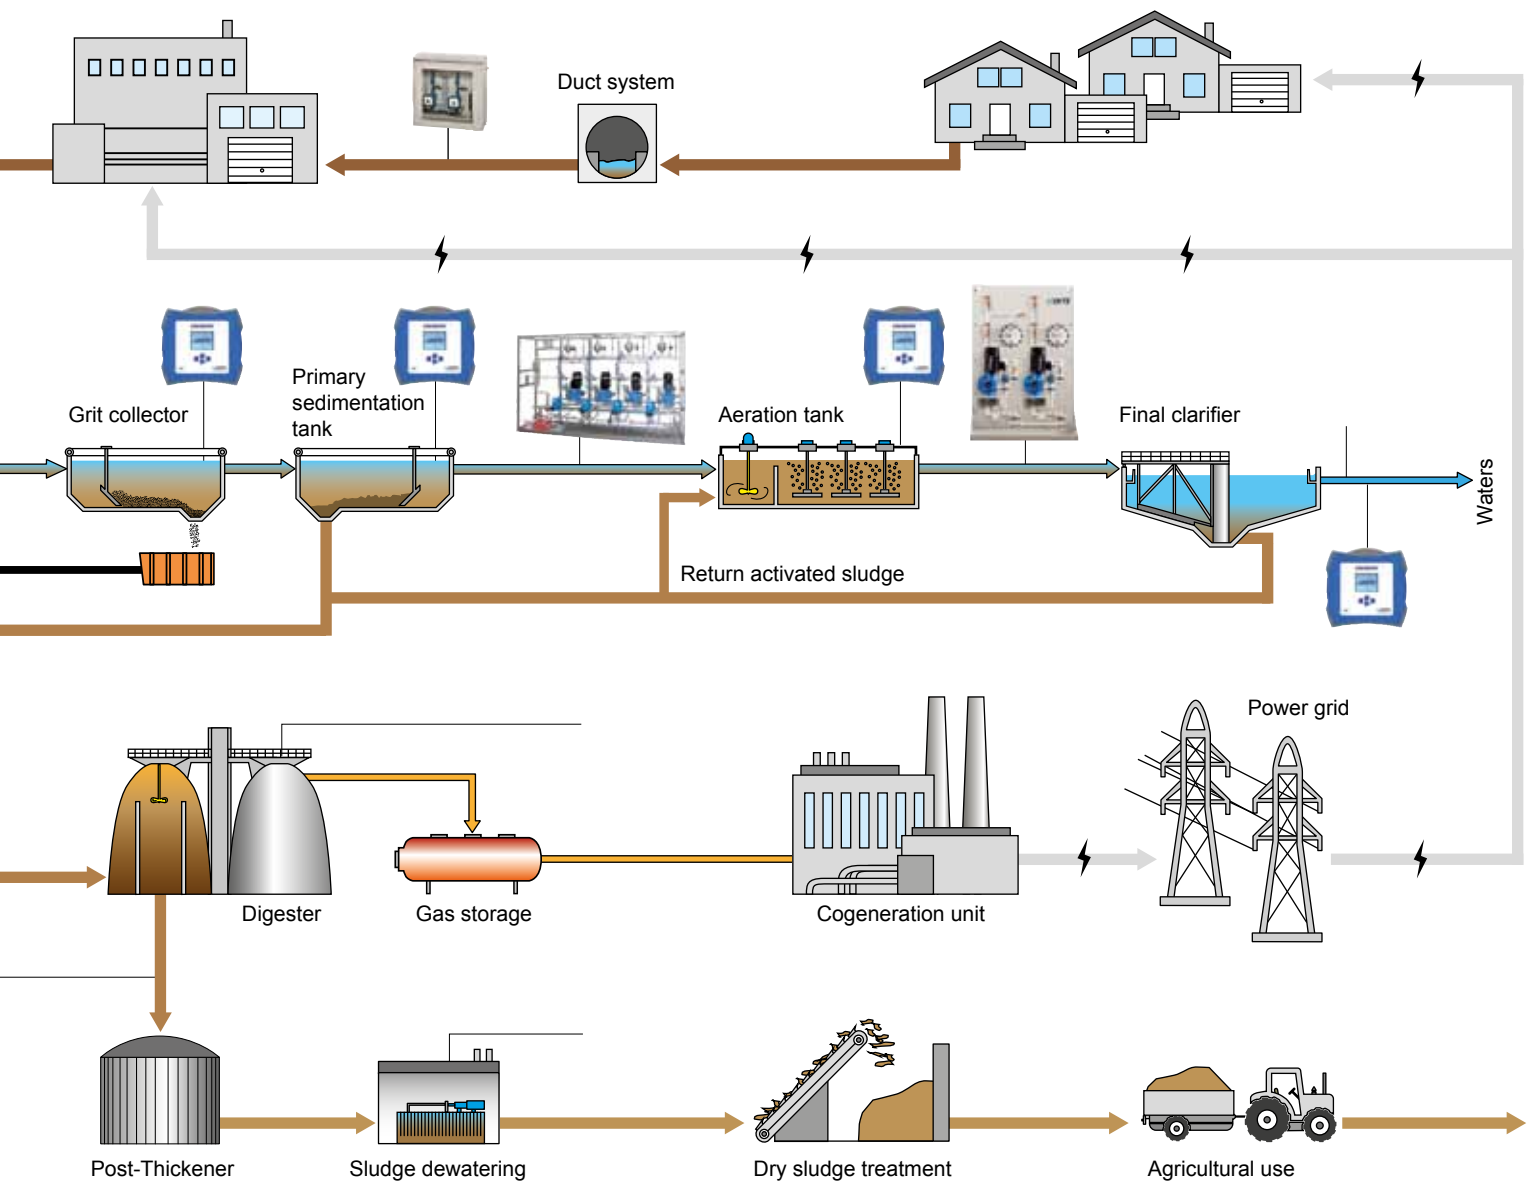 Duct system
Grit collector
Primary
sedimentation
tank
Aeration tank
Final clarifier
Waters
Return activated sludge
Power grid
Digester
Gas storage
Cogeneration unit
Post-Thickener
Sludge dewatering
Dry sludge treatment
Agricultural use